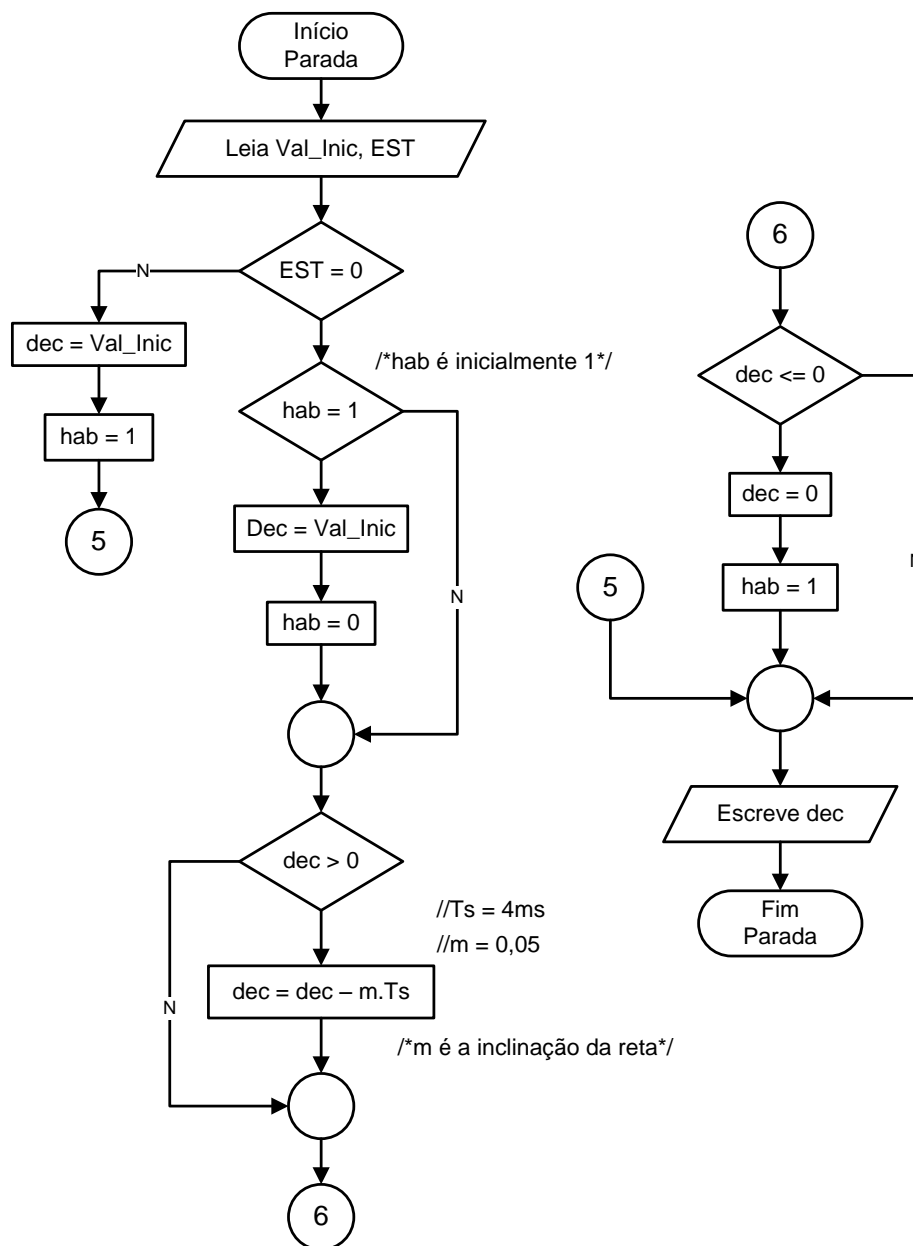 Início
Parada
Leia Val_Inic, EST
EST = 0
N
dec = Val_Inic
hab = 1
5
/*hab é inicialmente 1*/
hab = 1
Dec = Val_Inic
hab = 0
N
dec > 0
//Ts = 4ms
//m = 0,05
dec = dec – m.Ts
N
/*m é a inclinação da reta*/
6
6
dec <= 0
dec = 0
hab = 1
5
Escreve dec
Fim
Parada